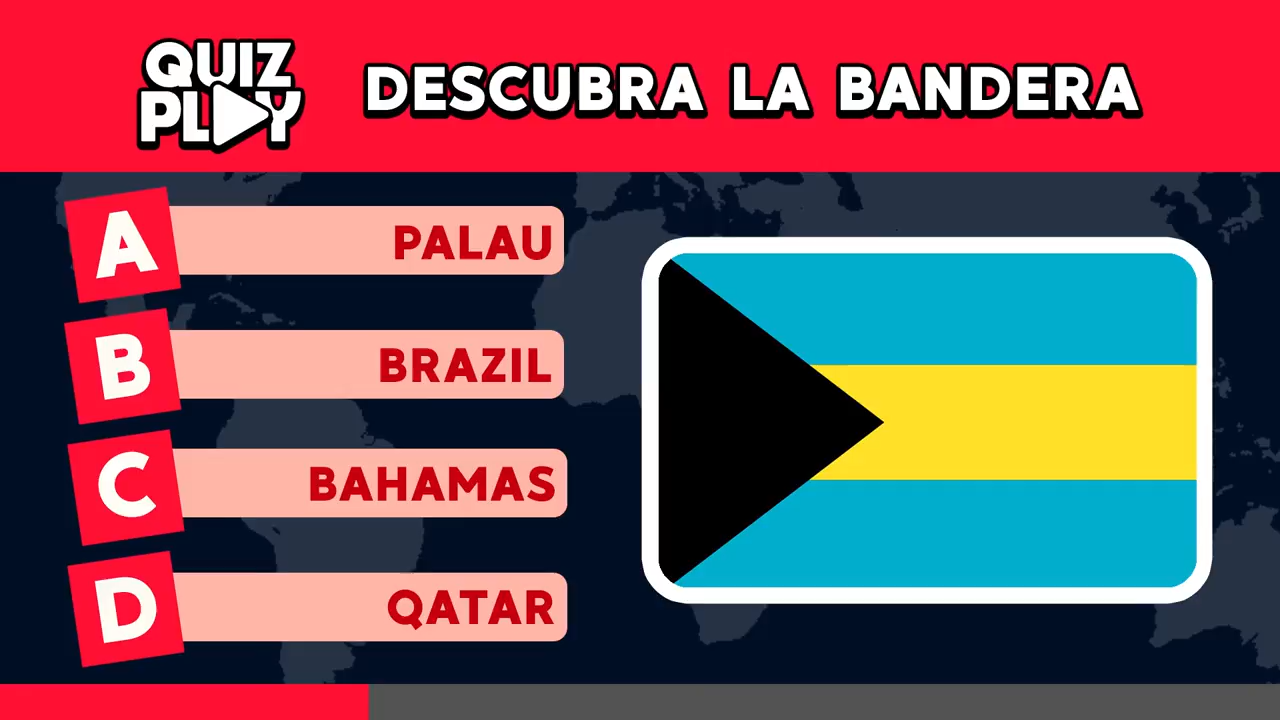 QUIZ
PLAY
DESCUBRA LA BANDERA
A
PALAU
B
BRAZIL
C
BAHAMAS
D
QATAR